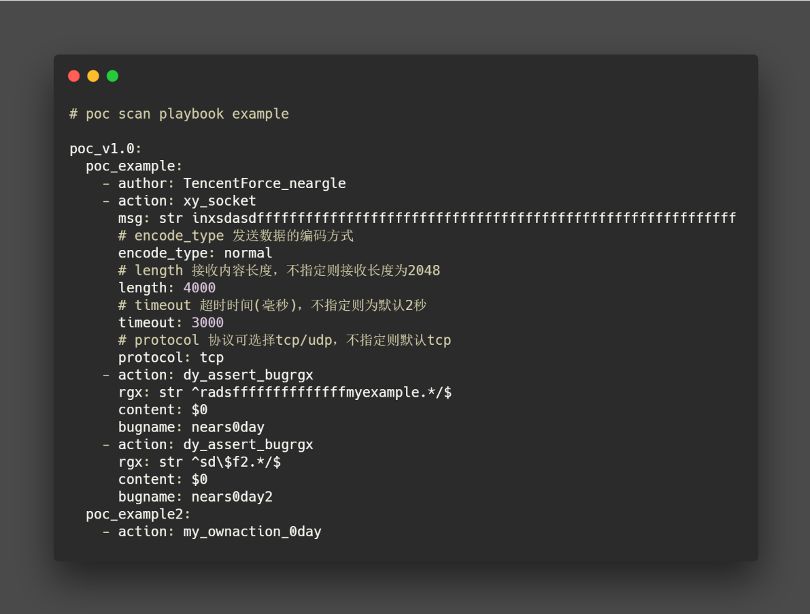 # poc scan playbook example
poc_v1.0:
poc_example:
- author: TencentForce_neargle
- action: xy_socket
msg: str inxsdasdfffffffffffffffffffffffffffffffffffffffffffffffffffffffffff
# encode_type 发送数据的编码方式
encode_type: normal
# length 接收内容长度，不指定则接收长度为2048
length: 4000
# timeout 超时时间(毫秒)，不指定则为默认2秒
timeout: 3000
# protocol 协议可选择tcp/udp，不指定则默认tcp
protocol: tcp
- action: dy_assert_bugrgx
rgx: str ^radsffffffffffffffmyexample.*/$
content: $0
bugname: nears0day
- action: dy_assert_bugrgx
rgx: str ^sd\$f2.*/$
content: $0
bugname: nears0day2
poc_example2:
- action: my_ownaction_0day